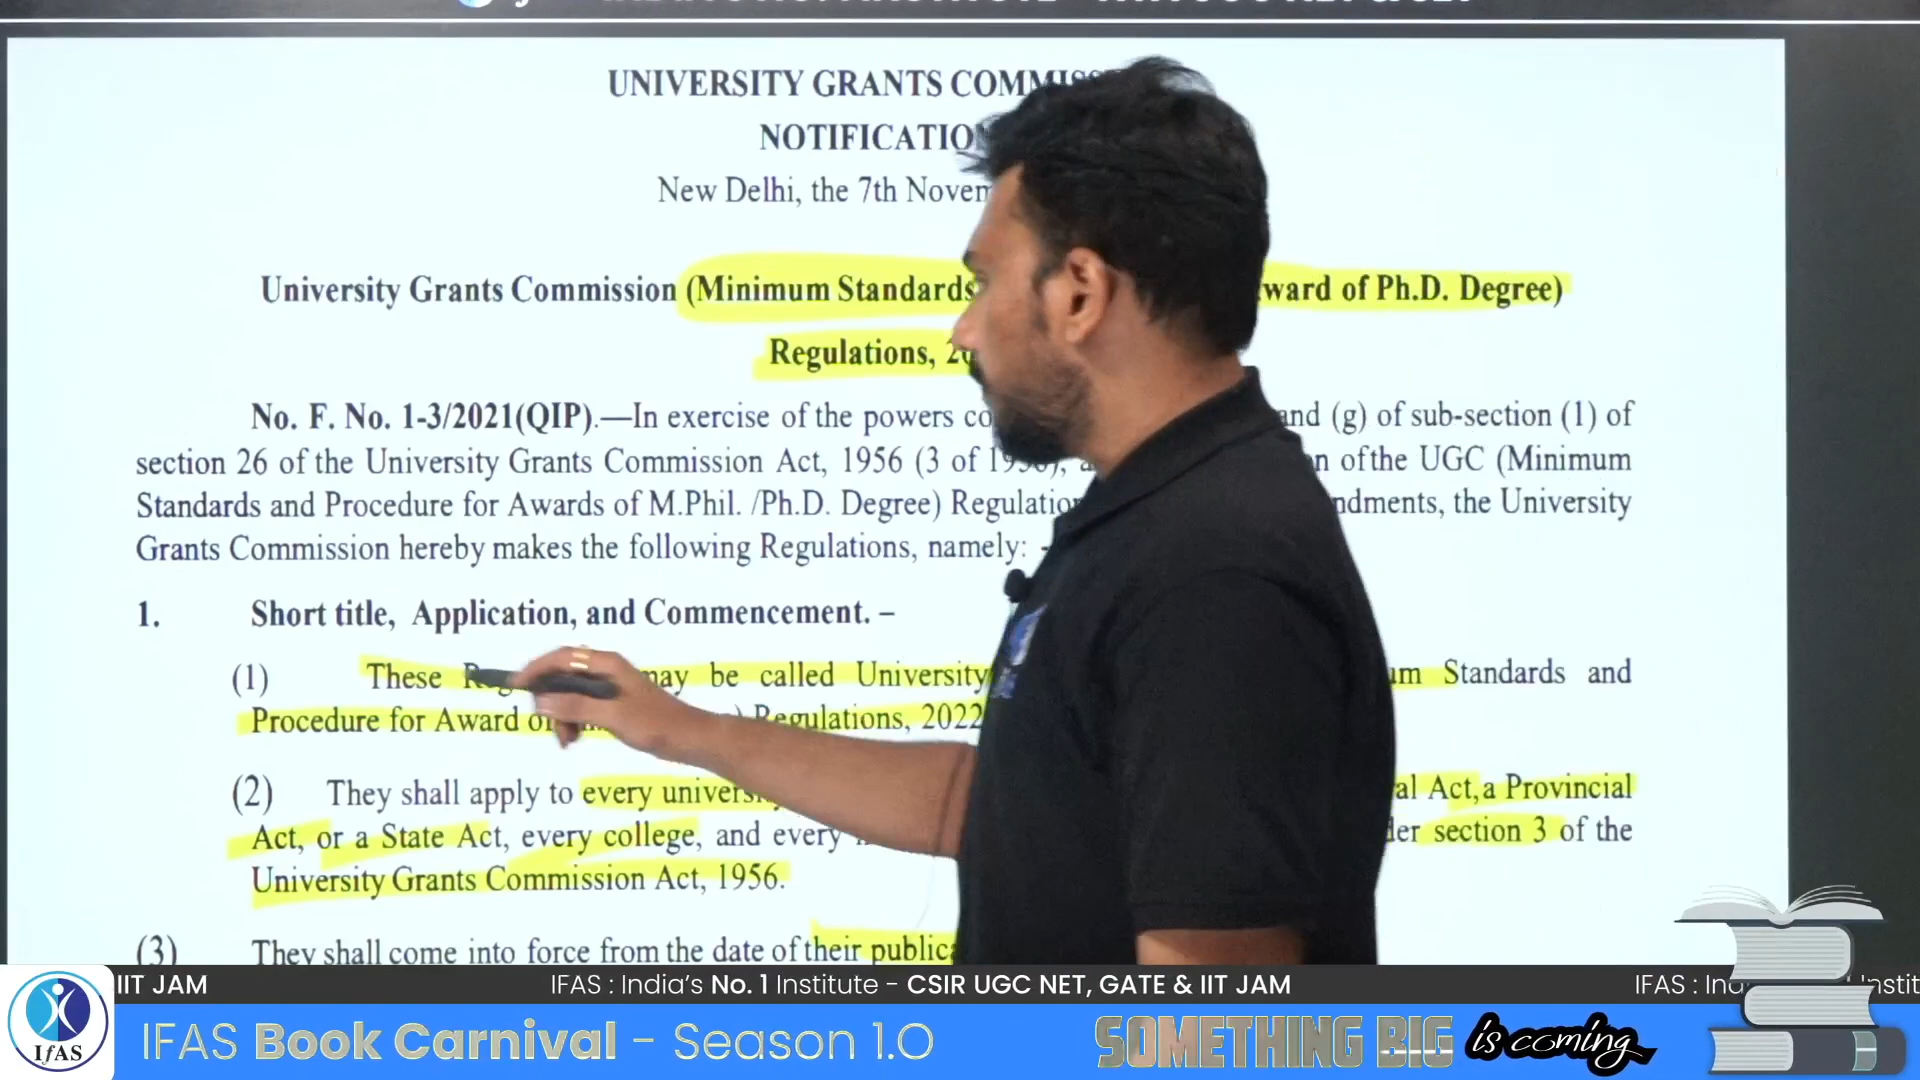 UNIVERSITY GRANTS
NOTIFICATIO
New Delhi, the 7th Novem
University Grants Commission (Minimum Standards ward of Ph.D. Degree)
Regulations, 2
No. F. No. 1-3/2021(QIP).—In exercise of the powers co and (g) of sub-section (1) of
section 26 of the University Grants Commission Act, 1956 (3 of n ofthe UGC (Minimum
Standards and Procedure for Awards of M.Phil. /Ph.D. Degree) Regulatio ndments, the University
Grants Commission hereby makes the following Regulations, namely: -
1. Short title, Application, and Commencement. –
(1) These may be called University um Standards and
Procedure for Award of ) Regulations, 2022
(2) They shall apply to every univers al Act, a Provincial
Act, or a State Act, every college, and every der section 3 of the
University Grants Commission Act, 1956.
(3) They shall come into force from the date of their publica
IIT JAM IFAS : India's No. 1 Institute - CSIR UGC NET, GATE & IIT JAM IFAS : Ind
IfAS
IFAS Book Carnival - Season 1.0
SOMETHING BIG is coming